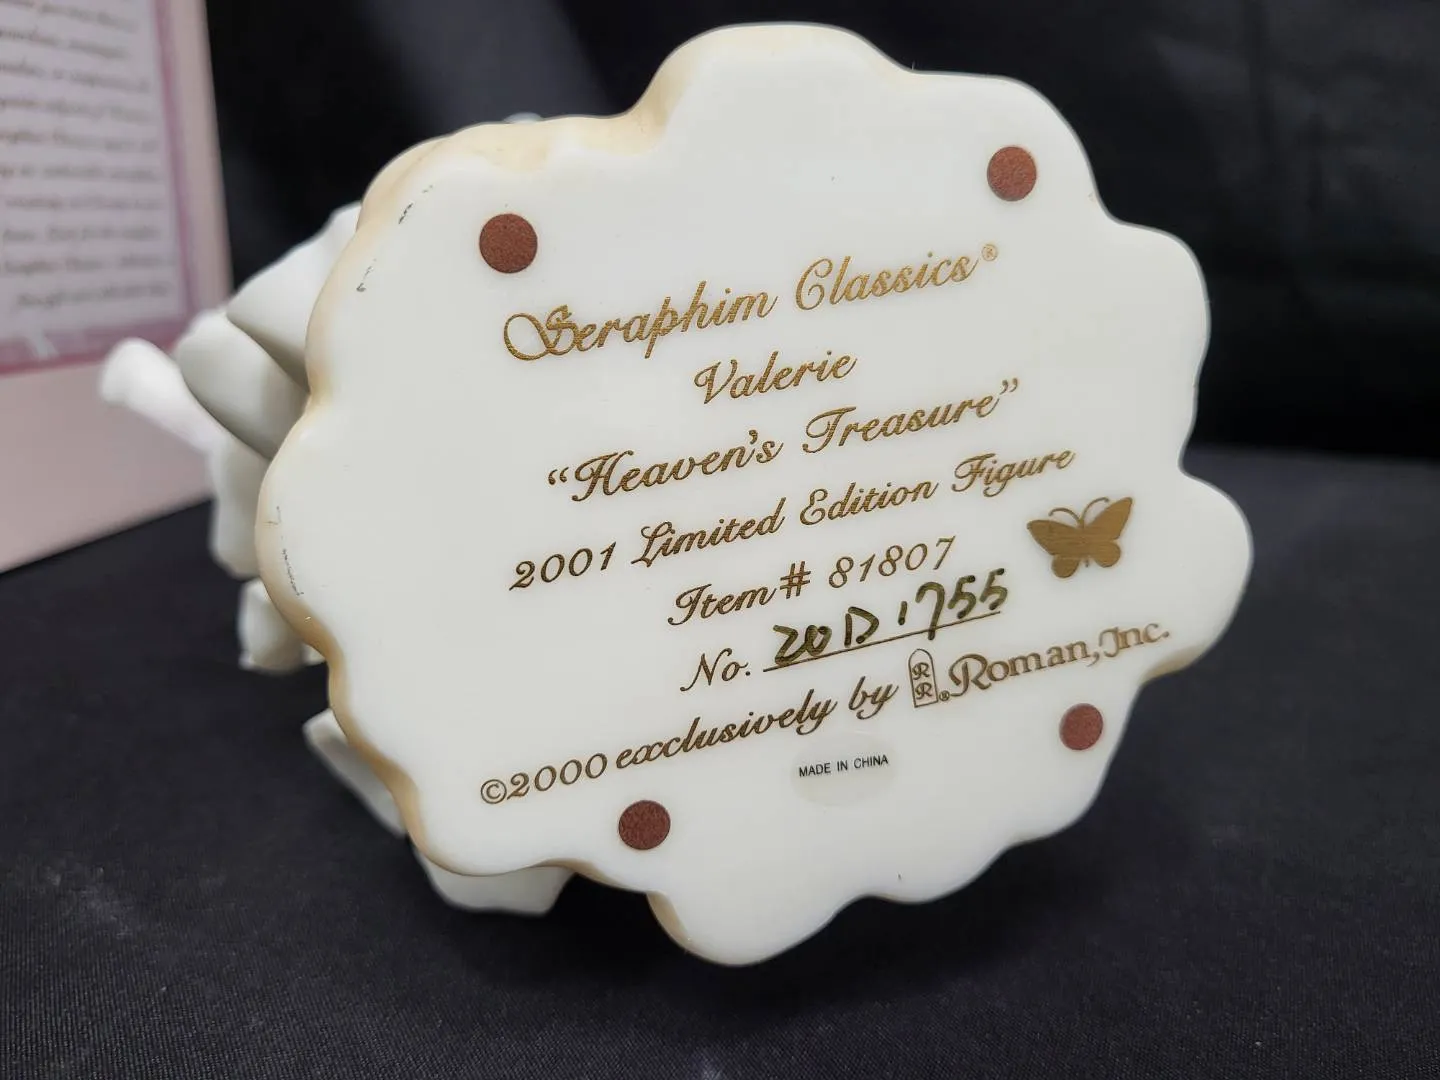 Seraphim Classics®
Valerie
“Heaven's Treasure”
2001 Limited Edition Figure
Item# 81807
No. 20D1755
©2000 exclusively by RR® Roman, Inc.
MADE IN CHINA